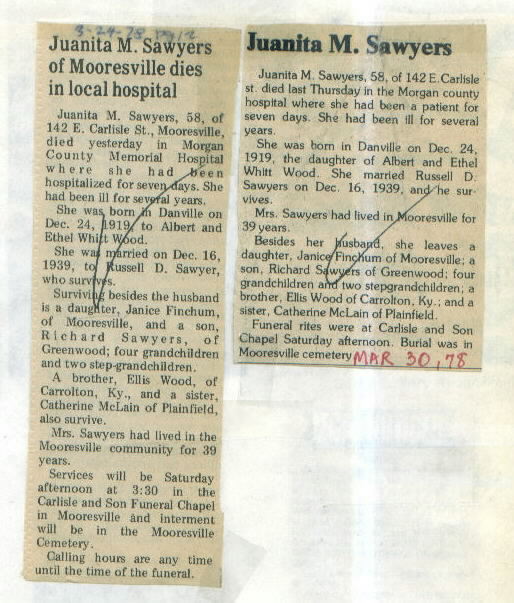 3-24-78 pg 12
Juanita M. Sawyers
of Mooresville dies
in local hospital
Juanita M. Sawyers, 58, of
142 E. Carlisle St., Mooresville,
died yesterday in Morgan
County Memorial Hospital
where she had been
hospitalized for seven days. She
had been ill for several years.
She was born in Danville on
Dec. 24, 1919, to Albert and
Ethel Whitt Wood.
She was married on Dec. 16,
1939, to Russell D. Sawyer,
who survives.
Surviving besides the husband
is a daughter, Janice Finchum,
of Mooresville, and a son,
Richard Sawyers, of
Greenwood; four grandchildren
and two step-grandchildren.
A brother, Ellis Wood, of
Carrolton, Ky., and a sister,
Catherine McLain of Plainfield,
also survive.
Mrs. Sawyers had lived in the
Mooresville community for 39
years.
Services will be Saturday
afternoon at 3:30 in the
Carlisle and Son Funeral Chapel
in Mooresville and interment
will be in the Mooresville
Cemetery.
Calling hours are any time
until the time of the funeral.
Juanita M. Sawyers
Juanita M. Sawyers, 58, of 142 E. Carlisle
st. died last Thursday in the Morgan county
hospital where she had been a patient for
seven days. She had been ill for several
years.
She was born in Danville on Dec. 24,
1919, the daughter of Albert and Ethel
Whitt Wood. She married Russell D.
Sawyers on Dec. 16, 1939, and he sur-
vives.
Mrs. Sawyers had lived in Mooresville for
39 years.
Besides her husband, she leaves a
daughter, Janice Finchum of Mooresville; a
son, Richard Sawyers of Greenwood; four
grandchildren and two stepgrandchildren; a
brother, Ellis Wood of Carrolton, Ky.; and a
sister, Catherine McLain of Plainfield.
Funeral rites were at Carlisle and Son
Chapel Saturday afternoon. Burial was in
Mooresville cemetery MAR 30, 78